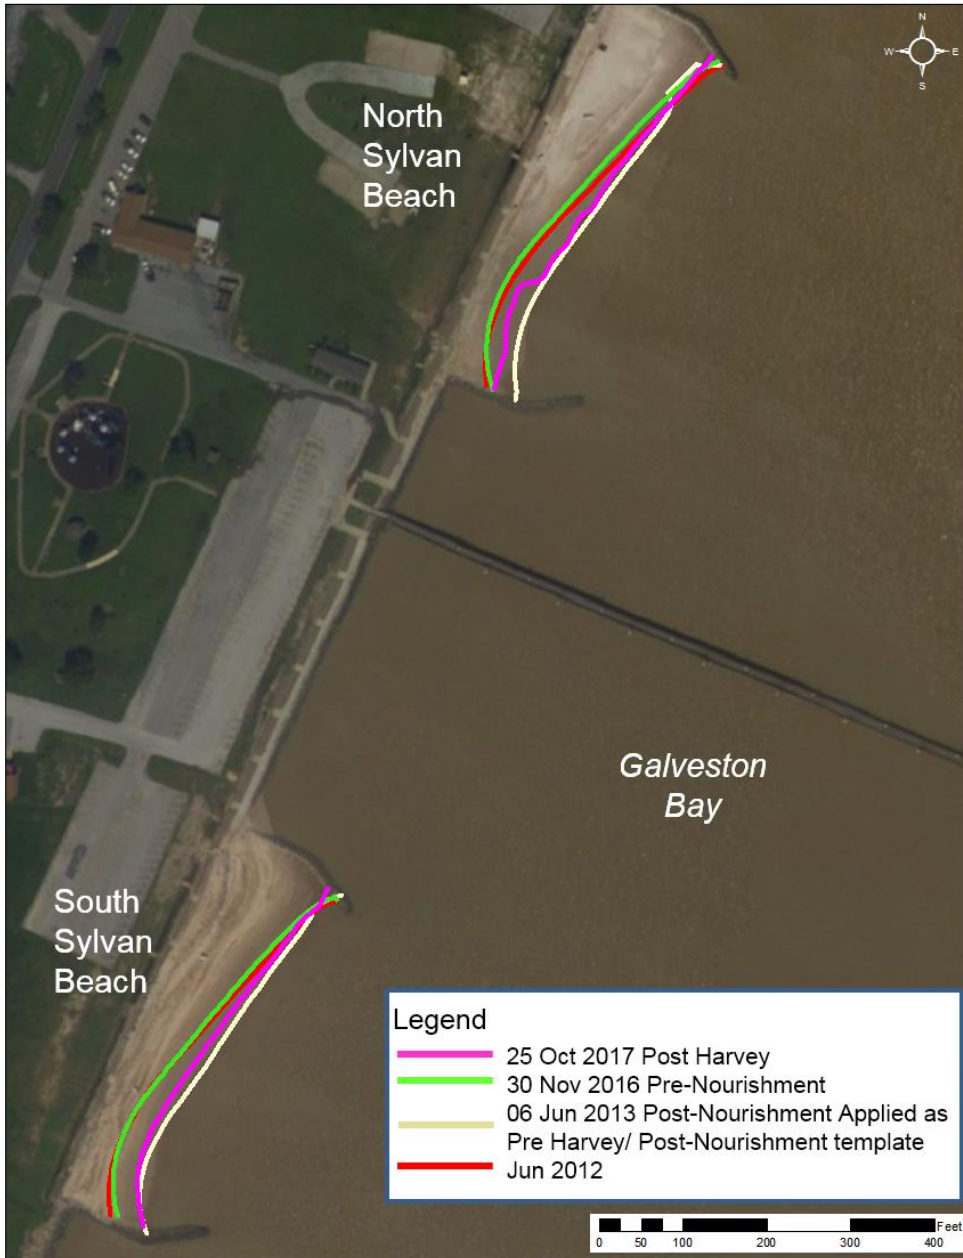 N
W E
S
North
Sylvan
Beach
Galveston
Bay
South
Sylvan
Beach
Legend
25 Oct 2017 Post Harvey
30 Nov 2016 Pre-Nourishment
06 Jun 2013 Post-Nourishment Applied as
Pre Harvey/ Post-Nourishment template
Jun 2012
Feet
0 50 100 200 300 400